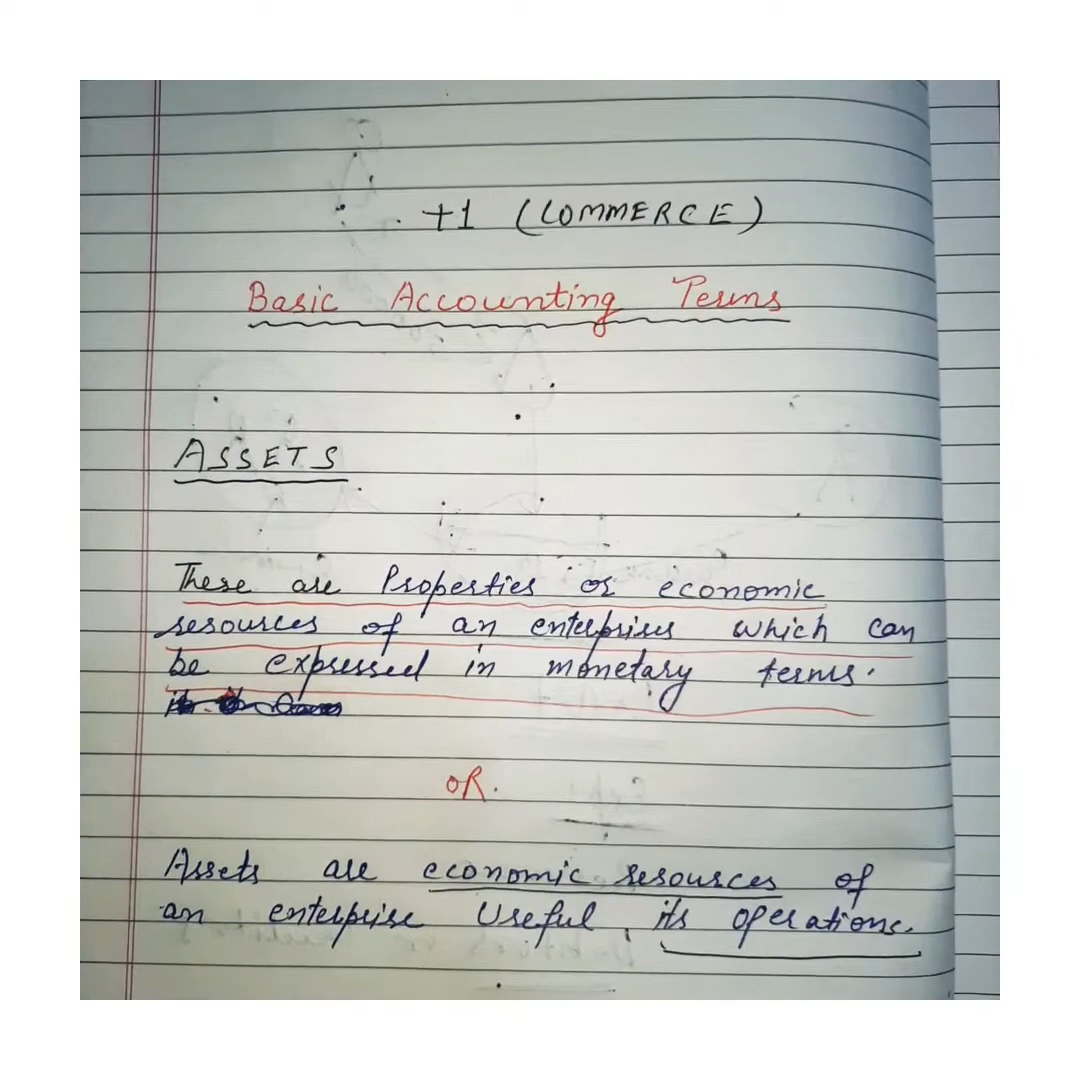 +1 (COMMERCE)
Basic Accounting Terms
ASSETS
These are Properties or economic
resources of an enterprises which can
be expressed in monetary terms.
OR.
Assets are economic resources of
an enterprise Useful its operations.